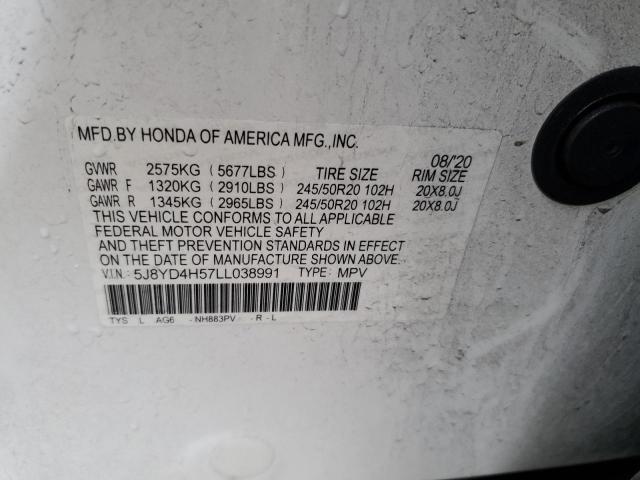 MFD.BY HONDA OF AMERICA MFG.,INC.
08/'20
GVWR 2575KG (5677LBS) TIRE SIZE RIM SIZE
GAWR F 1320KG (2910LBS) 245/50R20 102H 20X8.0J
GAWR R 1345KG (2965LBS) 245/50R20 102H 20X8.0J
THIS VEHICLE CONFORMS TO ALL APPLICABLE
FEDERAL MOTOR VEHICLE SAFETY
AND THEFT PREVENTION STANDARDS IN EFFECT
ON THE DATE OF MANUFACTURE SHOWN ABOVE.
V.I.N.: 5J8YD4H57LL038991 TYPE: MPV
TYS L AG6 -NH883PV- -R-L